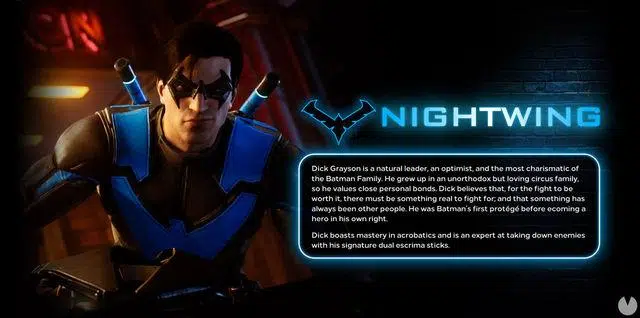 NIGHTWING
Dick Grayson is a natural leader, an optimist, and the most charismatic of
the Batman Family. He grew up in an unorthodox but loving circus family,
so he values close personal bonds. Dick believes that, for the fight to be
worth it, there must be something real to fight for; and that something has
always been other people. He was Batman's first protégé before ecoming a
hero in his own right.
Dick boasts mastery in acrobatics and is an expert at taking down enemies
with his signature dual escrima sticks.